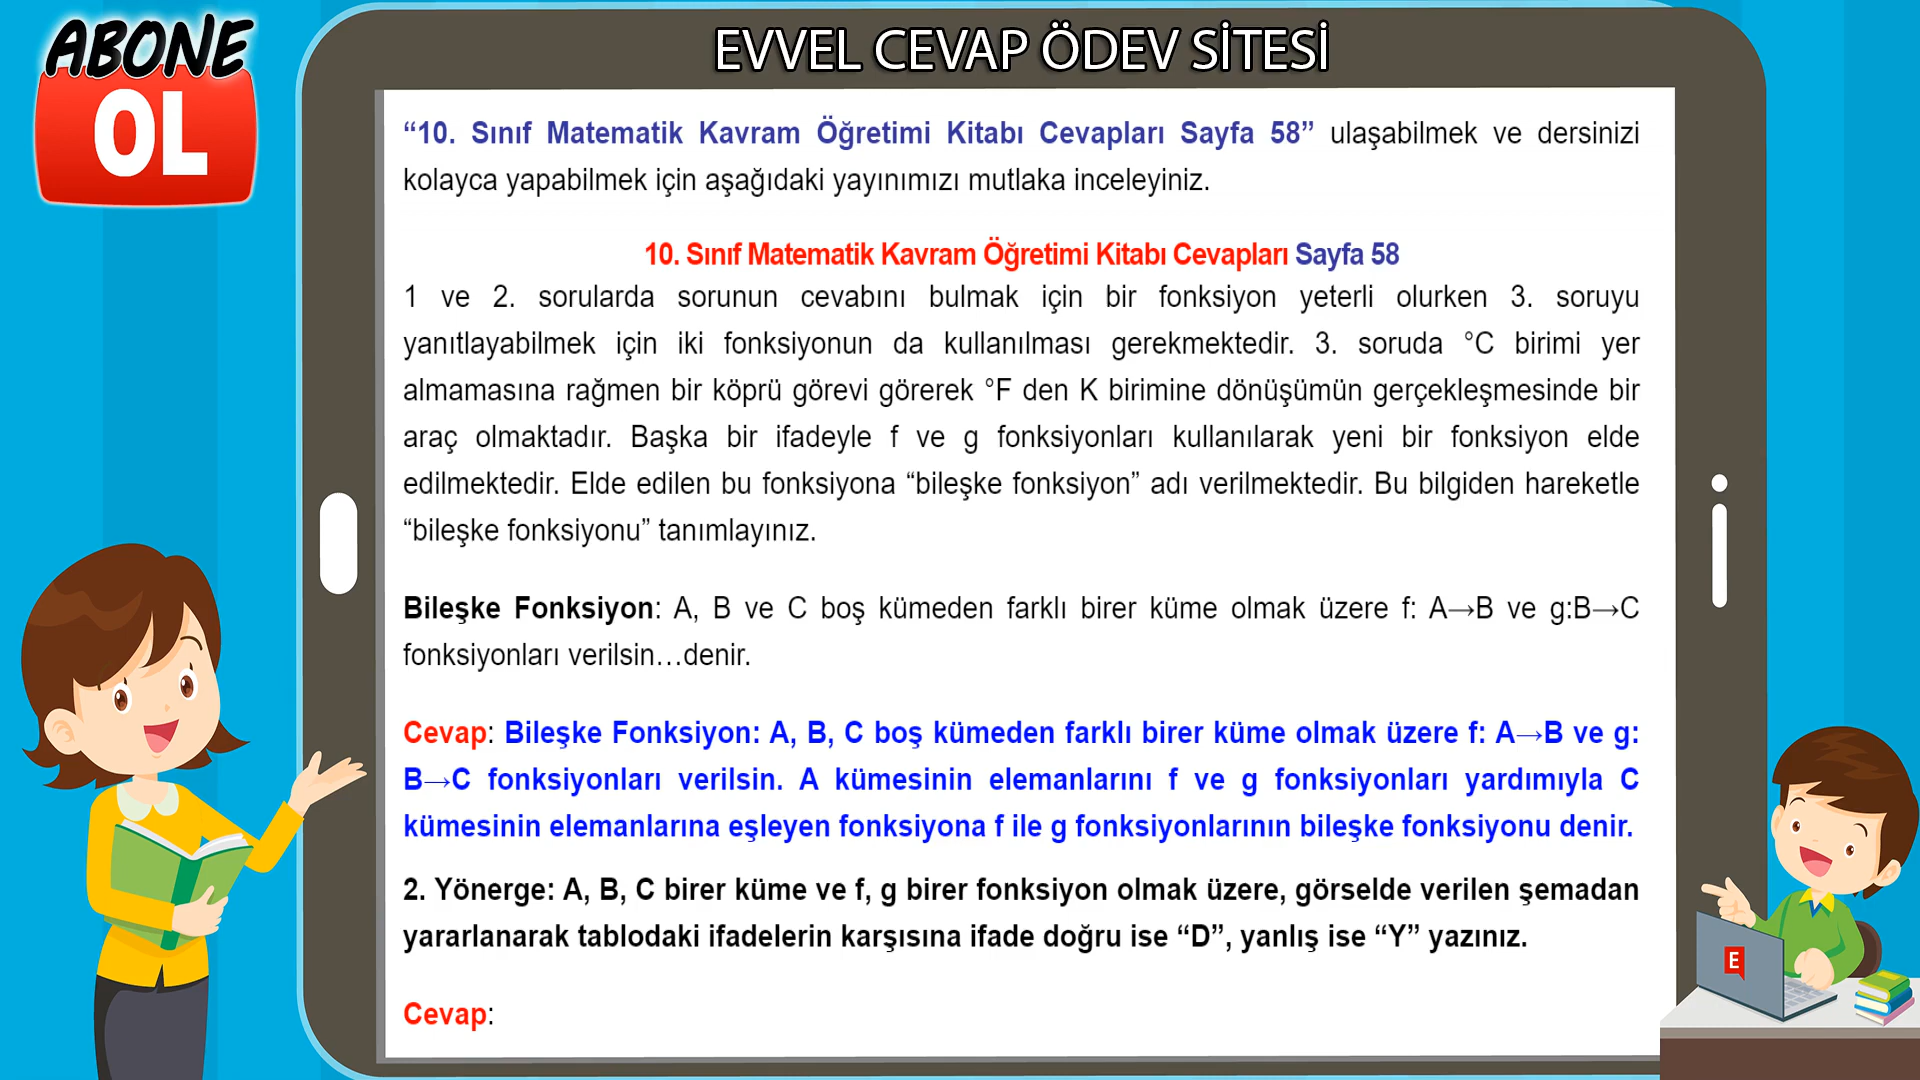 ABONE
OL
EVVEL CEVAP ÖDEV SİTESİ
“10. Sınıf Matematik Kavram Öğretimi Kitabı Cevapları Sayfa 58” ulaşabilmek ve dersinizi
kolayca yapabilmek için aşağıdaki yayınımızı mutlaka inceleyiniz.
10. Sınıf Matematik Kavram Öğretimi Kitabı Cevapları Sayfa 58
1 ve 2. sorularda sorunun cevabını bulmak için bir fonksiyon yeterli olurken 3. soruyu
yanıtlayabilmek için iki fonksiyonun da kullanılması gerekmektedir. 3. soruda °C birimi yer
almamasına rağmen bir köprü görevi görerek °F den K birimine dönüşümün gerçekleşmesinde bir
araç olmaktadır. Başka bir ifadeyle f ve g fonksiyonları kullanılarak yeni bir fonksiyon elde
edilmektedir. Elde edilen bu fonksiyona “bileşke fonksiyon” adı verilmektedir. Bu bilgiden hareketle
“bileşke fonksiyonu” tanımlayınız.
Bileşke Fonksiyon: A, B ve C boş kümeden farklı birer küme olmak üzere f: A→B ve g:B→C
fonksiyonları verilsin…denir.
Cevap: Bileşke Fonksiyon: A, B, C boş kümeden farklı birer küme olmak üzere f: A→B ve g:
B→C fonksiyonları verilsin. A kümesinin elemanlarını f ve g fonksiyonları yardımıyla C
kümesinin elemanlarına eşleyen fonksiyona f ile g fonksiyonlarının bileşke fonksiyonu denir.
2. Yönerge: A, B, C birer küme ve f, g birer fonksiyon olmak üzere, görselde verilen şemadan
yararlanarak tablodaki ifadelerin karşısına ifade doğru ise “D”, yanlış ise “Y” yazınız.
Cevap:
E